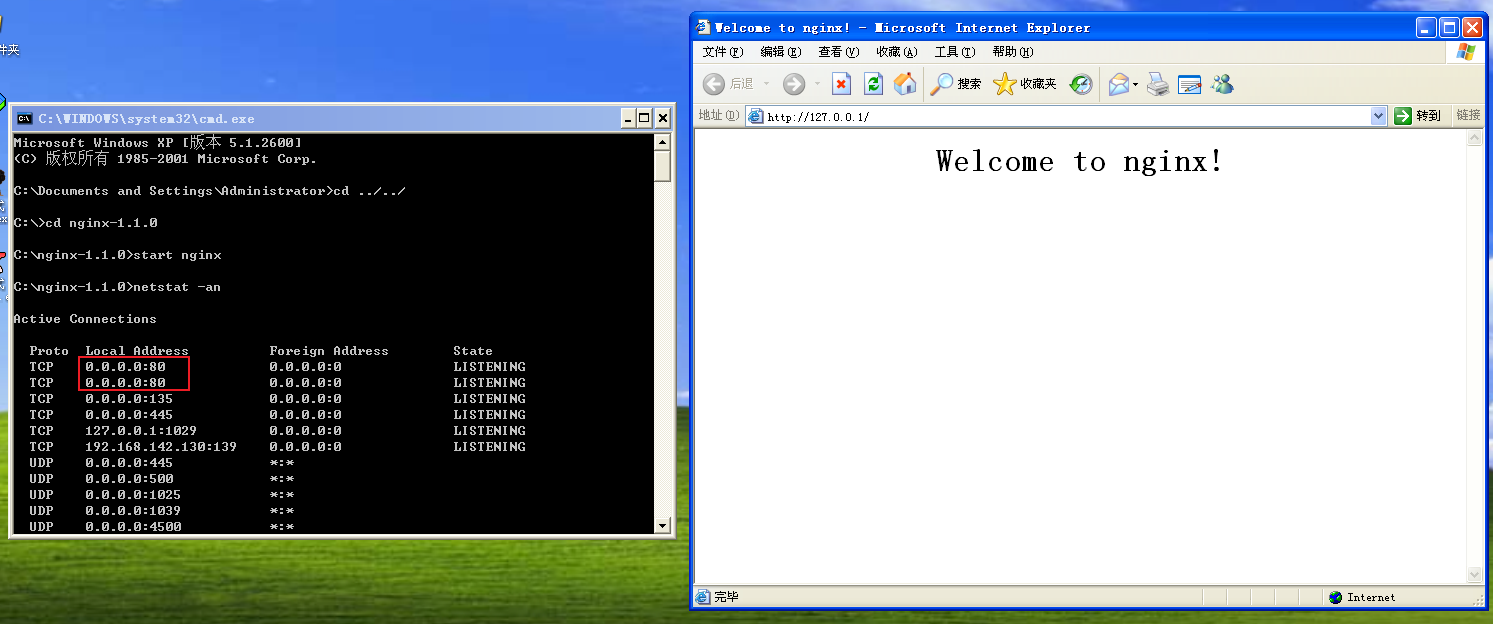 件夹
C:\WINDOWS\system32\cmd.exe
Microsoft Windows XP [版本 5.1.2600]
(C) 版权所有 1985-2001 Microsoft Corp.
C:\Documents and Settings\Administrator>cd ../../
C:\>cd nginx-1.1.0
C:\nginx-1.1.0>start nginx
C:\nginx-1.1.0>netstat -an
Active Connections
Proto Local Address Foreign Address State
TCP 0.0.0.0:80 0.0.0.0:0 LISTENING
TCP 0.0.0.0:80 0.0.0.0:0 LISTENING
TCP 0.0.0.0:135 0.0.0.0:0 LISTENING
TCP 0.0.0.0:445 0.0.0.0:0 LISTENING
TCP 127.0.0.1:1029 0.0.0.0:0 LISTENING
TCP 192.168.142.130:139 0.0.0.0:0 LISTENING
UDP 0.0.0.0:445 *:*
UDP 0.0.0.0:500 *:*
UDP 0.0.0.0:1025 *:*
UDP 0.0.0.0:1039 *:*
UDP 0.0.0.0:4500 *:*
Welcome to nginx! - Microsoft Internet Explorer
文件(F) 编辑(E) 查看(V) 收藏(A) 工具(T) 帮助(H)
后退 搜索 收藏夹
地址(D) http://127.0.0.1/ 转到 链接
Welcome to nginx!
完毕 Internet